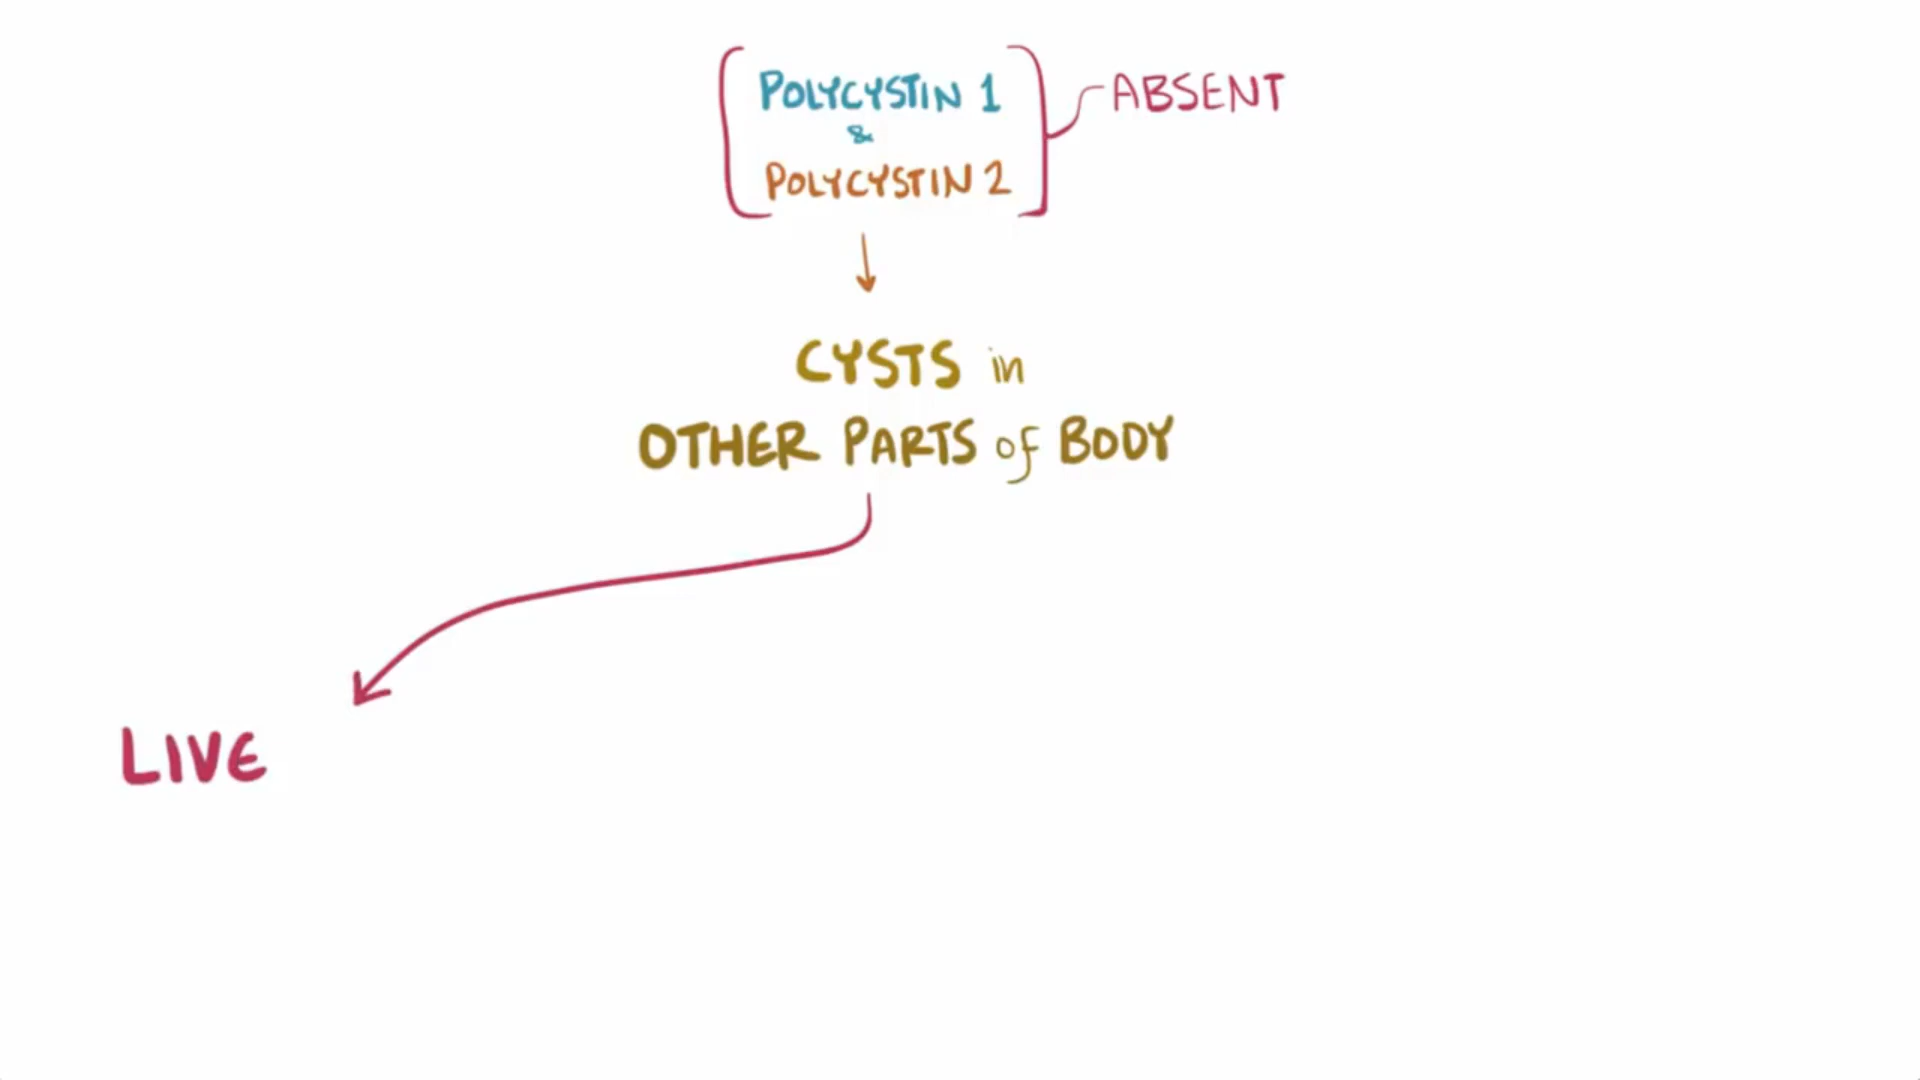 POLYCYSTIN 1 ABSENT
&
POLYCYSTIN 2
CYSTS in
OTHER PARTS of BODY
LIVE